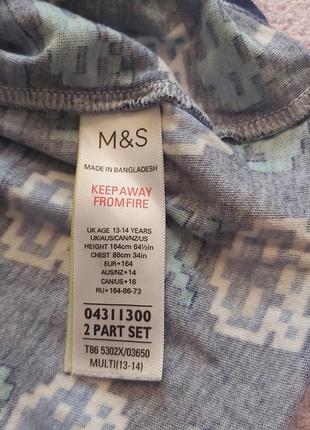 M&S
MADE IN BANGLADESH
KEEP AWAY
FROM FIRE
UK AGE 13-14 YEARS
UK/AUS/CAN/NZ/US
HEIGHT 164cm 64½in
CHEST 86cm 34in
EUR•164
AUS/NZ•14
CAN/US•16
RU•164-86-73
04311300
2 PART SET
T86 5302X/03650
MULTI(13-14)